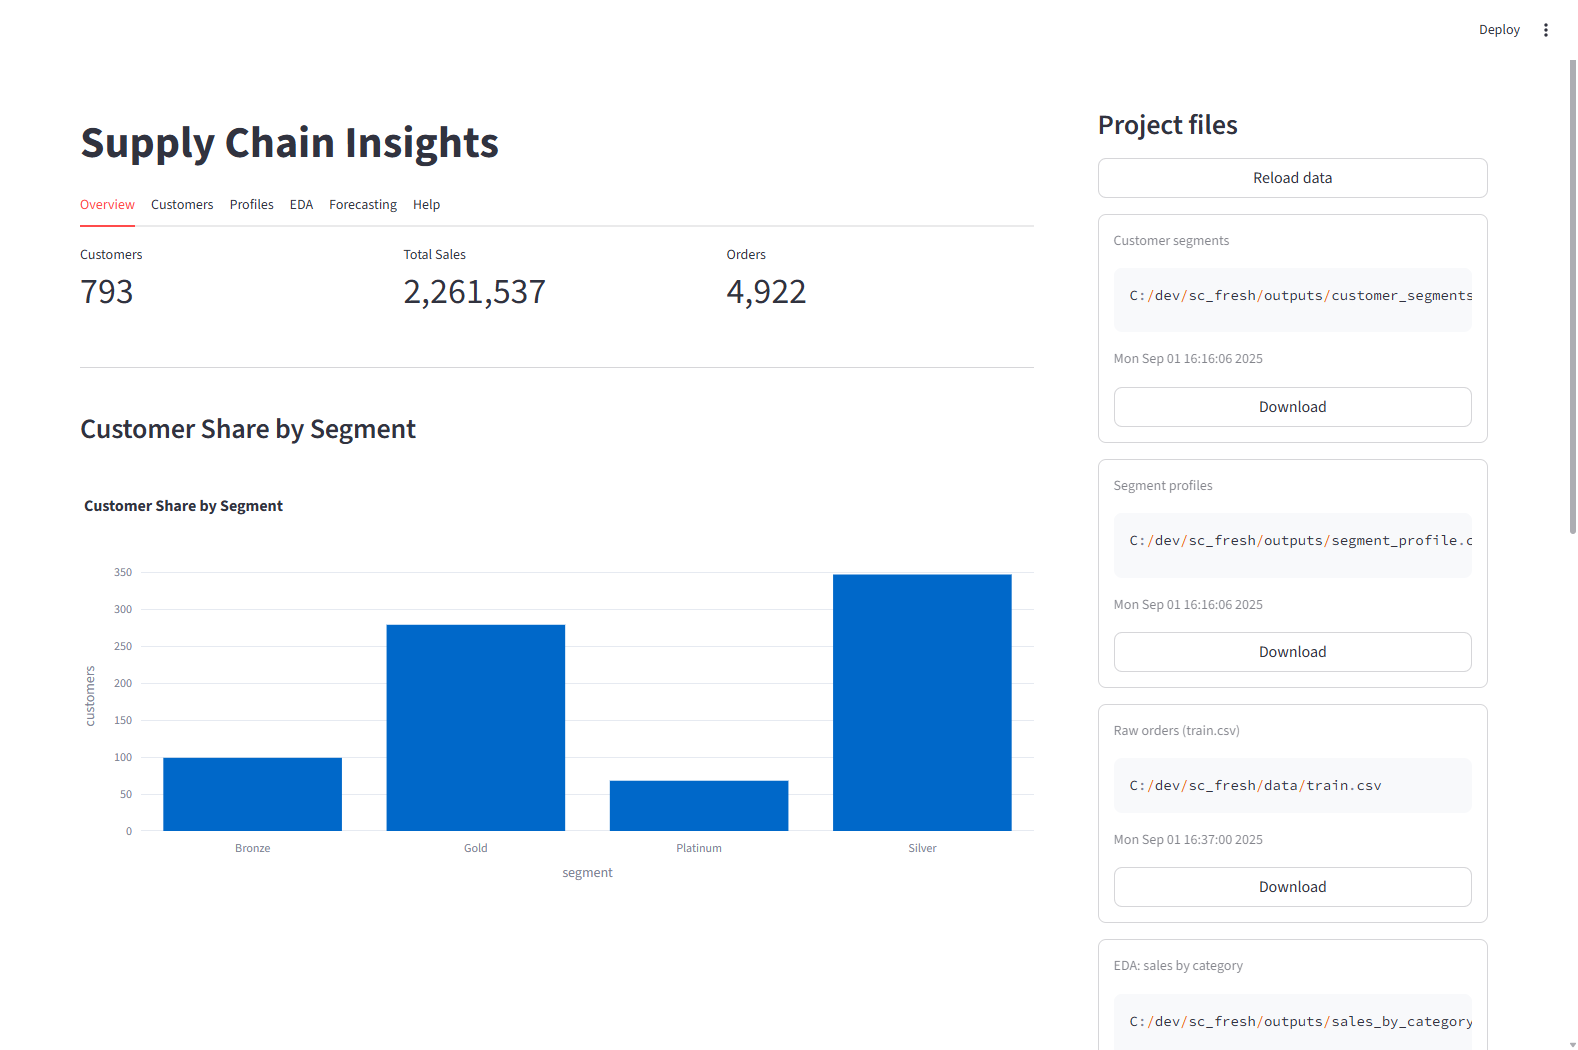 Deploy
Supply Chain Insights
Overview Customers Profiles EDA Forecasting Help
Customers
793
Total Sales
2,261,537
Orders
4,922
Customer Share by Segment
Customer Share by Segment
350
300
250
200
150
100
50
0
customers
Bronze Gold Platinum Silver
segment
Project files
Reload data
Customer segments
C:/dev/sc_fresh/outputs/customer_segments
Mon Sep 01 16:16:06 2025
Download
Segment profiles
C:/dev/sc_fresh/outputs/segment_profile.c
Mon Sep 01 16:16:06 2025
Download
Raw orders (train.csv)
C:/dev/sc_fresh/data/train.csv
Mon Sep 01 16:37:00 2025
Download
EDA: sales by category
C:/dev/sc_fresh/outputs/sales_by_category